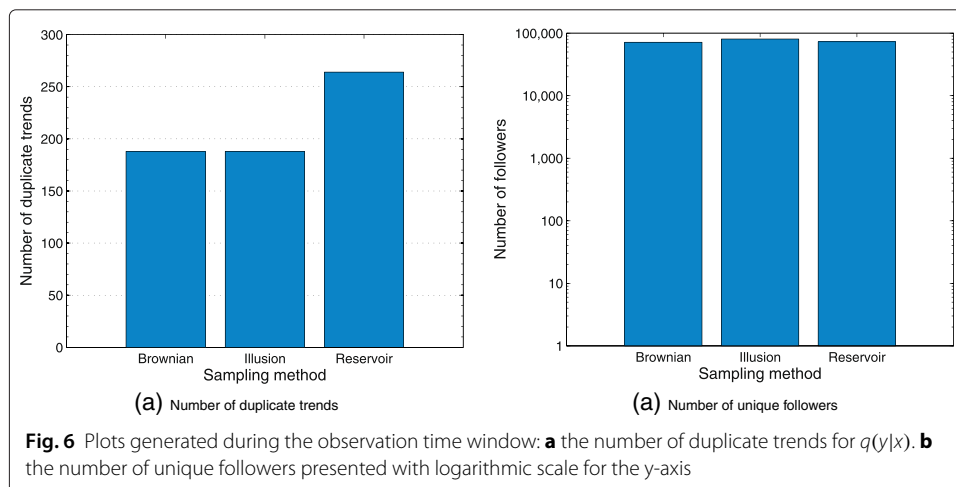 300
250
200
150
100
50
0
Number of duplicate trends
Brownian Illusion Reservoir
Sampling method
(a) Number of duplicate trends
100,000
10,000
1,000
100
10
1
Number of followers
Brownian Illusion Reservoir
Sampling method
(a) Number of unique followers
Fig. 6 Plots generated during the observation time window: a the number of duplicate trends for q(y|x). b
the number of unique followers presented with logarithmic scale for the y-axis